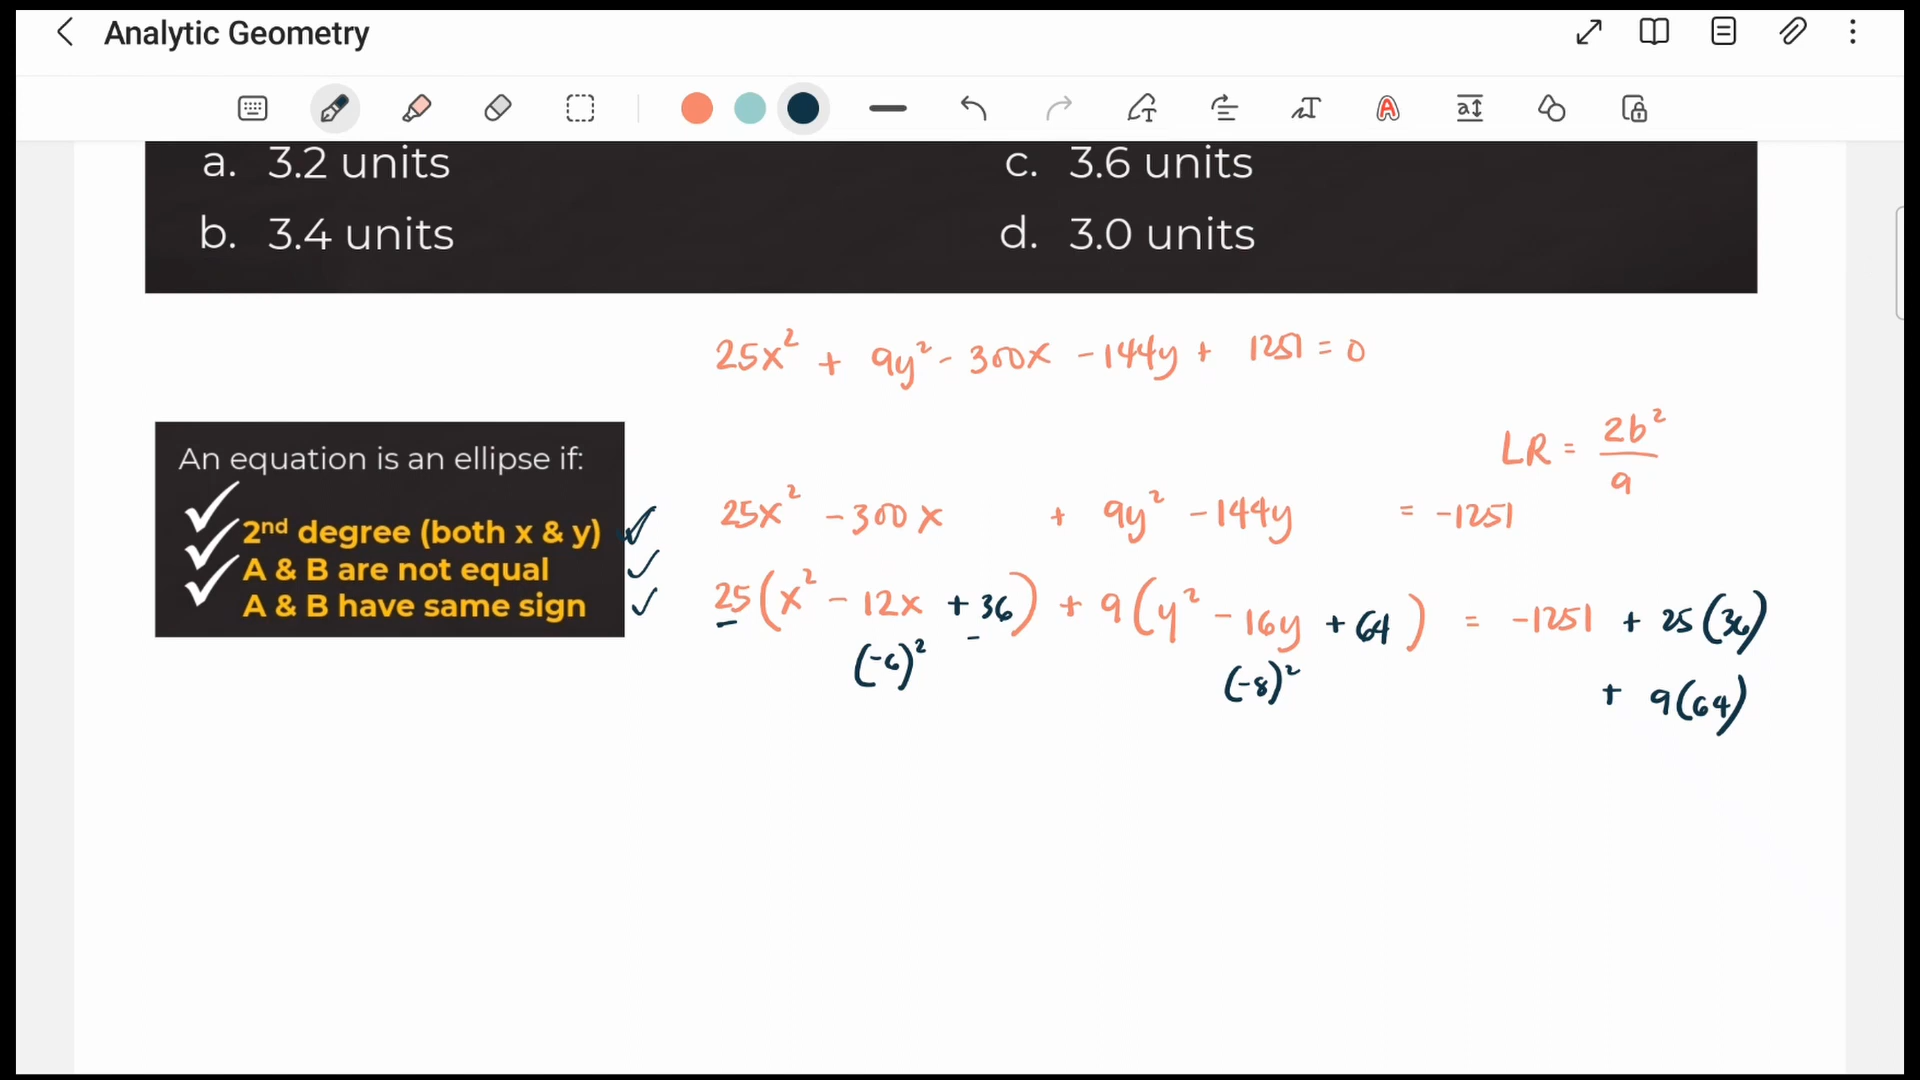 Analytic Geometry
a. 3.2 units
c. 3.6 units
b. 3.4 units
d. 3.0 units
25x² + 9y² - 300x - 144y + 1251 = 0
An equation is an ellipse if:
2nd degree (both x & y)
A & B are not equal
A & B have same sign
LR = 2b² / a
25x² - 300x + 9y² - 144y = -1251
25(x² - 12x + 36) + 9(y² - 16y + 64) = -1251 + 25(36)
(-6)² (-8)² + 9(64)